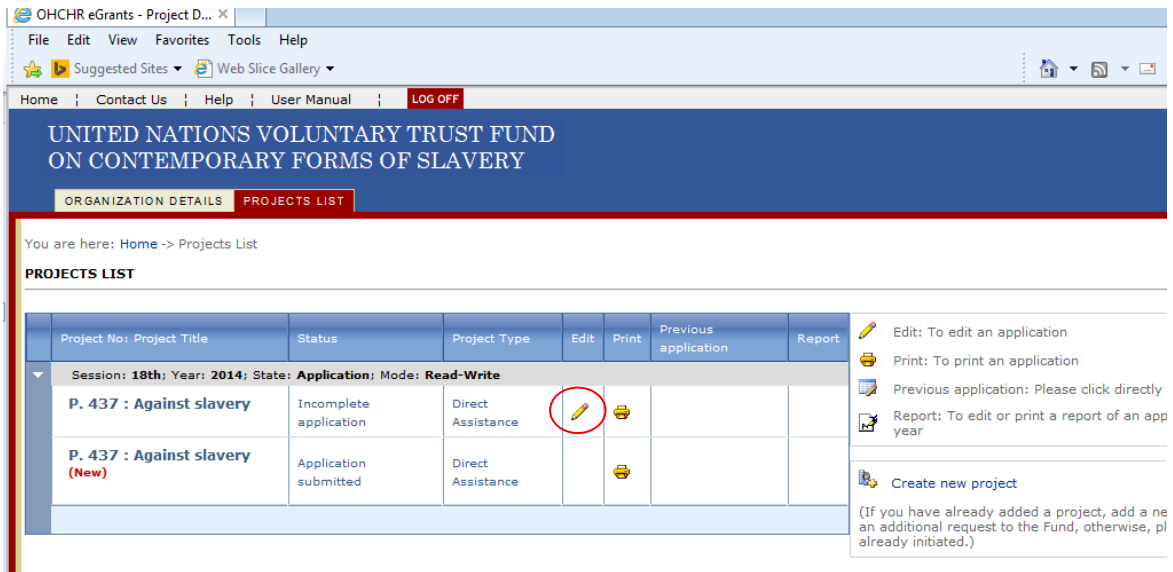 OHCHR eGrants - Project D... ×
File Edit View Favorites Tools Help
Suggested Sites ▾ Web Slice Gallery ▾
Home ¦ Contact Us ¦ Help ¦ User Manual ¦ LOG OFF
UNITED NATIONS VOLUNTARY TRUST FUND
ON CONTEMPORARY FORMS OF SLAVERY
ORGANIZATION DETAILS PROJECTS LIST
You are here: Home -> Projects List
PROJECTS LIST
Project No: Project Title Status Project Type Edit Print Previous application Report
Session: 18th; Year: 2014; State: Application; Mode: Read-Write
P. 437 : Against slavery Incomplete application Direct Assistance
P. 437 : Against slavery (New) Application submitted Direct Assistance
Edit: To edit an application
Print: To print an application
Previous application: Please click directly
Report: To edit or print a report of an app
year
Create new project
(If you have already added a project, add a ne
an additional request to the Fund, otherwise, pl
already initiated.)